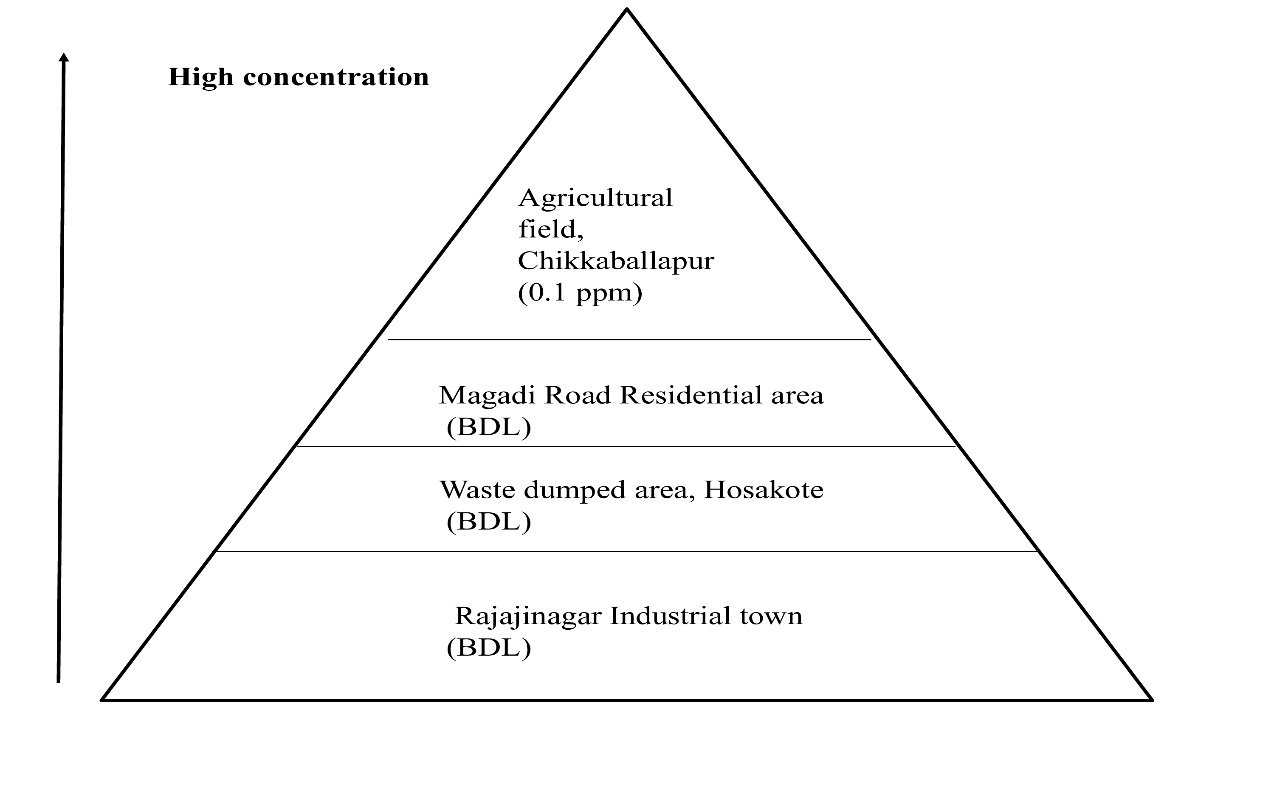 High concentration
Agricultural
field,
Chikkaballapur
(0.1 ppm)
Magadi Road Residential area
(BDL)
Waste dumped area, Hosakote
(BDL)
Rajajinagar Industrial town
(BDL)